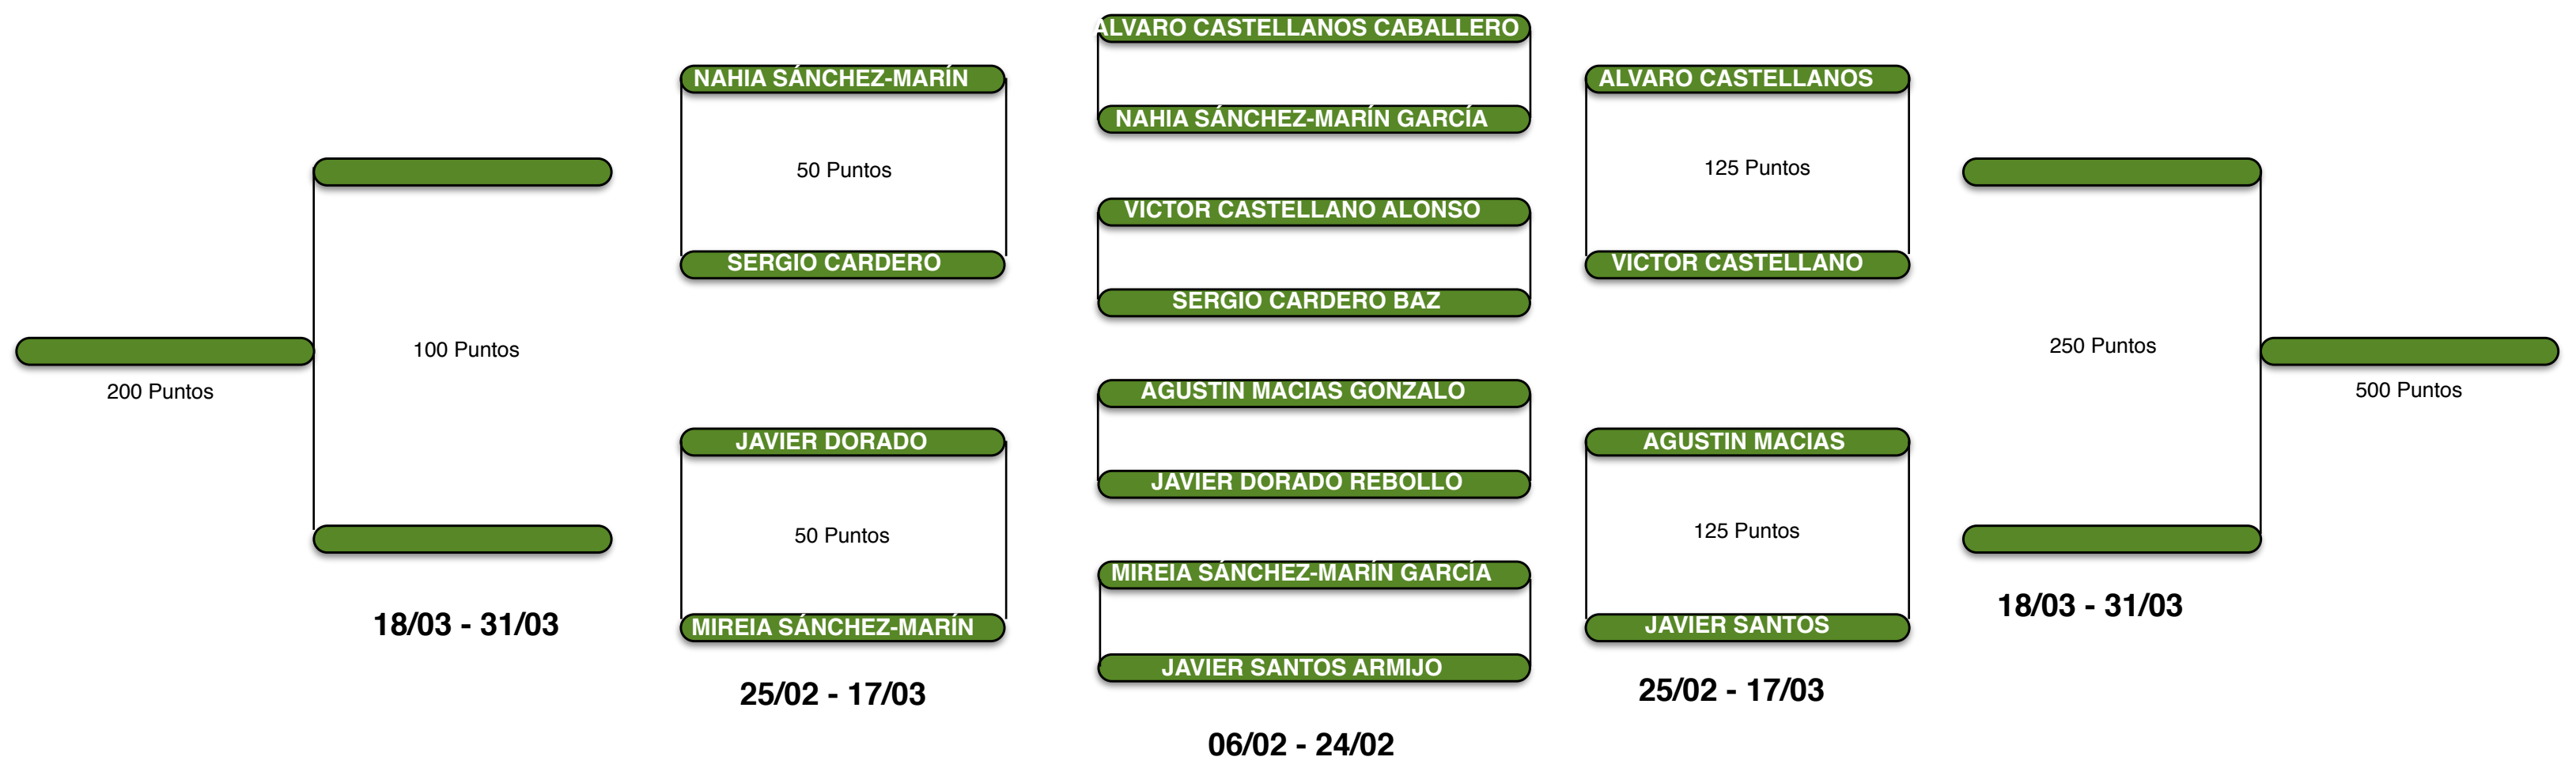 ALVARO CASTELLANOS CABALLERO
NAHIA SÁNCHEZ-MARÍN
ALVARO CASTELLANOS
NAHIA SÁNCHEZ-MARÍN GARCÍA
50 Puntos
125 Puntos
VICTOR CASTELLANO ALONSO
SERGIO CARDERO
VICTOR CASTELLANO
SERGIO CARDERO BAZ
100 Puntos
250 Puntos
200 Puntos
AGUSTIN MACIAS GONZALO
500 Puntos
JAVIER DORADO
AGUSTIN MACIAS
JAVIER DORADO REBOLLO
50 Puntos
125 Puntos
MIREIA SÁNCHEZ-MARÍN GARCÍA
18/03 - 31/03
18/03 - 31/03
MIREIA SÁNCHEZ-MARÍN
JAVIER SANTOS
JAVIER SANTOS ARMIJO
25/02 - 17/03
25/02 - 17/03
06/02 - 24/02